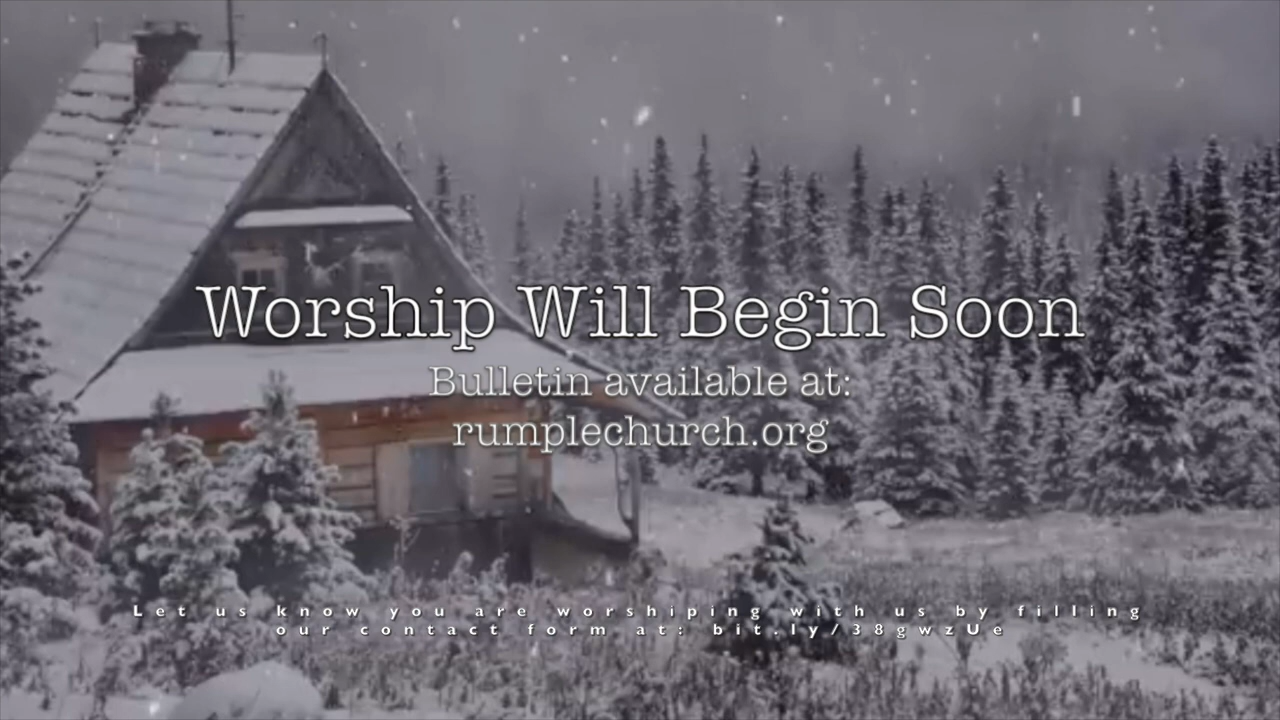 Worship Will Begin Soon
Bulletin available at:
rumplechurch.org
Let us know you are worshiping with us by filling
our contact form at: bit.ly/38gwzUe